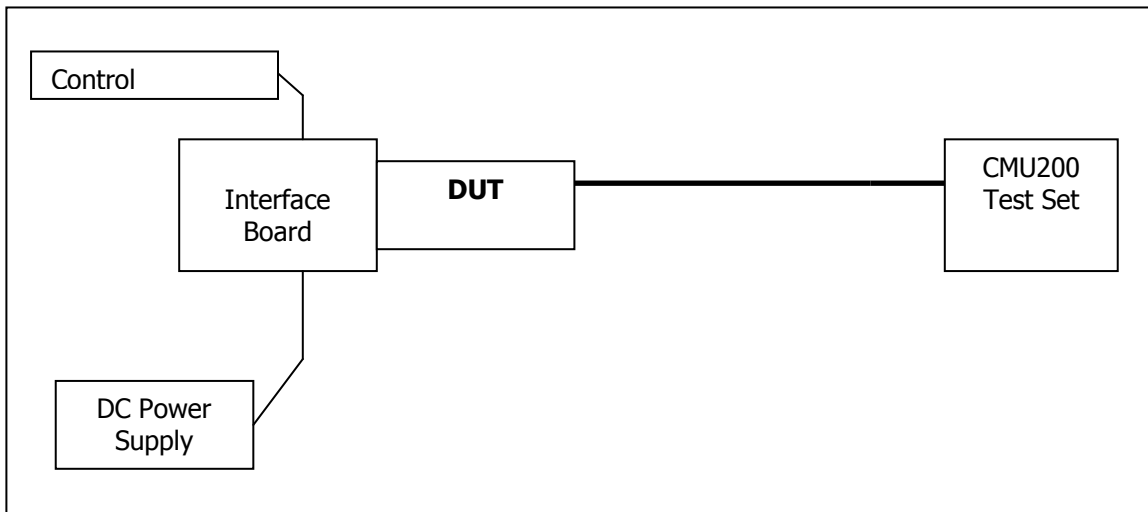 Control
Interface
Board
DUT
CMU200
Test Set
DC Power
Supply